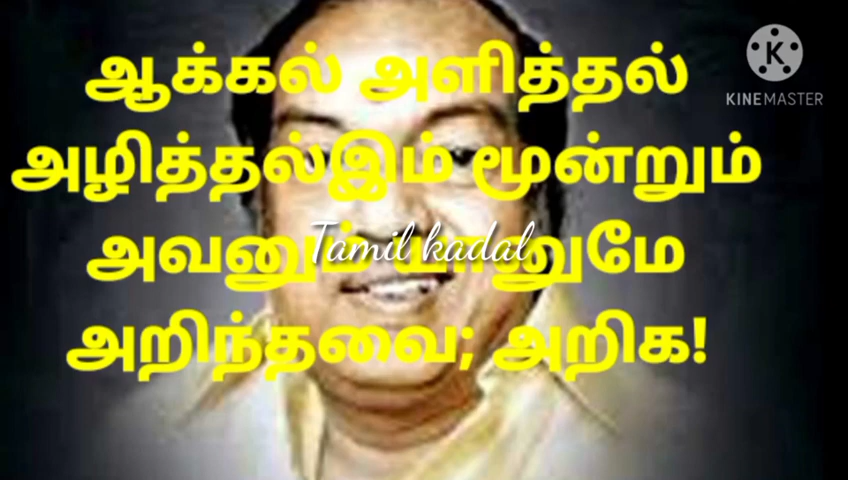 ஆக்கல் அளித்தல்
KINEMASTER
அழித்தல்இம் மூன்றும்
அவனும் யானுமே
Tamil kadal
அறிந்தவை; அறிக!